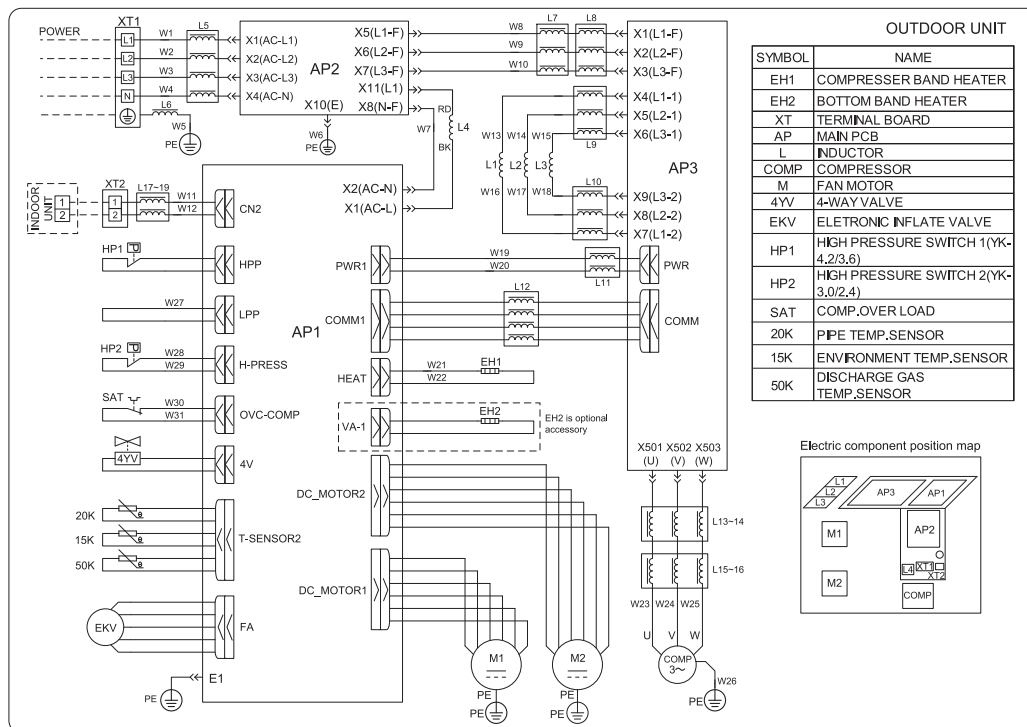 POWER
XT1
L1
L2
L3
N
W1
W2
W3
W4
L5
L6
W5
PE
X1(AC-L1)
X2(AC-L2)
X3(AC-L3)
X4(AC-N)
AP2
X5(L1-F)
X6(L2-F)
X7(L3-F)
X11(L1)
X10(E)
X8(N-F)
W6
PE
RD
W7
L4
BK
W8
W9
W10
L7
L8
X1(L1-F)
X2(L2-F)
X3(L3-F)
X4(L1-1)
X5(L2-1)
X6(L3-1)
L9
AP3
W13
W14
W15
L1
L2
L3
W16
W17
W18
L10
X9(L3-2)
X8(L2-2)
X7(L1-2)
INDOOR
UNIT
1
2
XT2
1
2
L17~19
W11
W12
CN2
X2(AC-N)
X1(AC-L)
HP1
P
HPP
PWR1
W19
W20
L11
PWR
W27
LPP
AP1
COMM1
L12
COMM
HP2
P
W28
W29
H-PRESS
HEAT
W21
W22
EH1
SAT
W30
W31
OVC-COMP
VA-1
EH2
EH2 is optional
accessory
4YV
4V
DC_MOTOR2
20K
15K
50K
T-SENSOR2
DC_MOTOR1
EKV
FA
E1
PE
M1
PE
M2
PE
X501 X502 X503
(U) (V) (W)
L13~14
L15~16
W23
W24
W25
U
V
W
COMP
3~
W26
PE
OUTDOOR UNIT
SYMBOL NAME
EH1 COMPRESSER BAND HEATER
EH2 BOTTOM BAND HEATER
XT TERMINAL BOARD
AP MAIN PCB
L INDUCTOR
COMP COMPRESSOR
M FAN MOTOR
4YV 4-WAY VALVE
EKV ELETRONIC INFLATE VALVE
HP1 HIGH PRESSURE SWITCH 1(YK-
4.2/3.6)
HP2 HIGH PRESSURE SWITCH 2(YK-
3.0/2.4)
SAT COMP.OVER LOAD
20K PIPE TEMP.SENSOR
15K ENVIRONMENT TEMP.SENSOR
50K DISCHARGE GAS
TEMP.SENSOR
Electric component position map
L1
L2
L3
AP3
AP1
M1
AP2
L4
XT1
XT2
M2
COMP